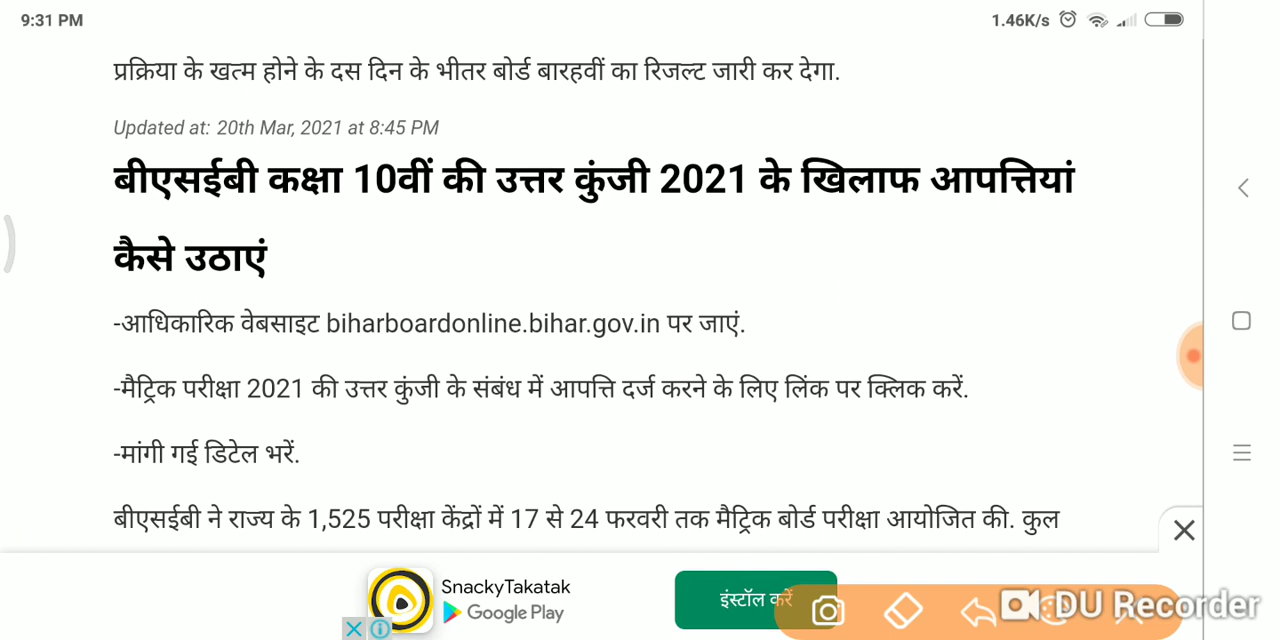 9:31 PM
1.46K/s
प्रक्रिया के खत्म होने के दस दिन के भीतर बोर्ड बारहवीं का रिजल्ट जारी कर देगा.
Updated at: 20th Mar, 2021 at 8:45 PM
बीएसईबी कक्षा 10वीं की उत्तर कुंजी 2021 के खिलाफ आपत्तियां
कैसे उठाएं
-आधिकारिक वेबसाइट biharboardonline.bihar.gov.in पर जाएं.
-मैट्रिक परीक्षा 2021 की उत्तर कुंजी के संबंध में आपत्ति दर्ज करने के लिए लिंक पर क्लिक करें.
-मांगी गई डिटेल भरें.
बीएसईबी ने राज्य के 1,525 परीक्षा केंद्रों में 17 से 24 फरवरी तक मैट्रिक बोर्ड परीक्षा आयोजित की. कुल
SnackyTakatak
Google Play
इंस्टॉल करें
DU Recorder